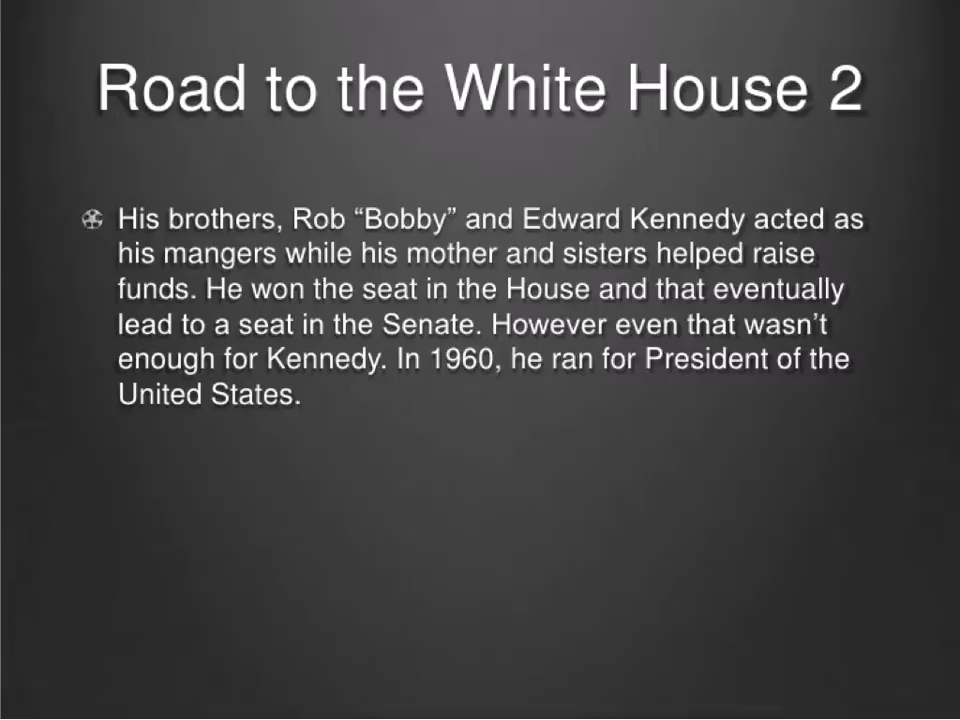 Road to the White House 2
His brothers, Rob “Bobby” and Edward Kennedy acted as
his mangers while his mother and sisters helped raise
funds. He won the seat in the House and that eventually
lead to a seat in the Senate. However even that wasn’t
enough for Kennedy. In 1960, he ran for President of the
United States.